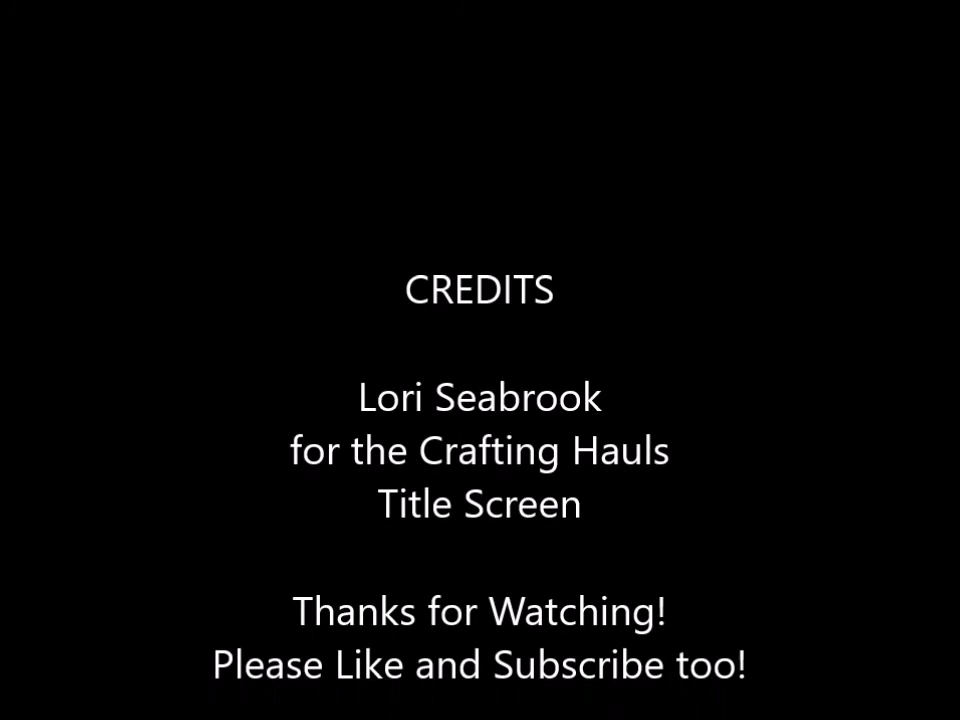 CREDITS
Lori Seabrook
for the Crafting Hauls
Title Screen
Thanks for Watching!
Please Like and Subscribe too!